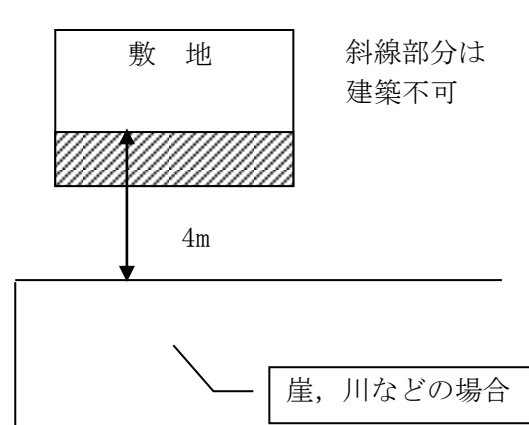 敷 地
斜線部分は
建築不可
4m
崖，川などの場合